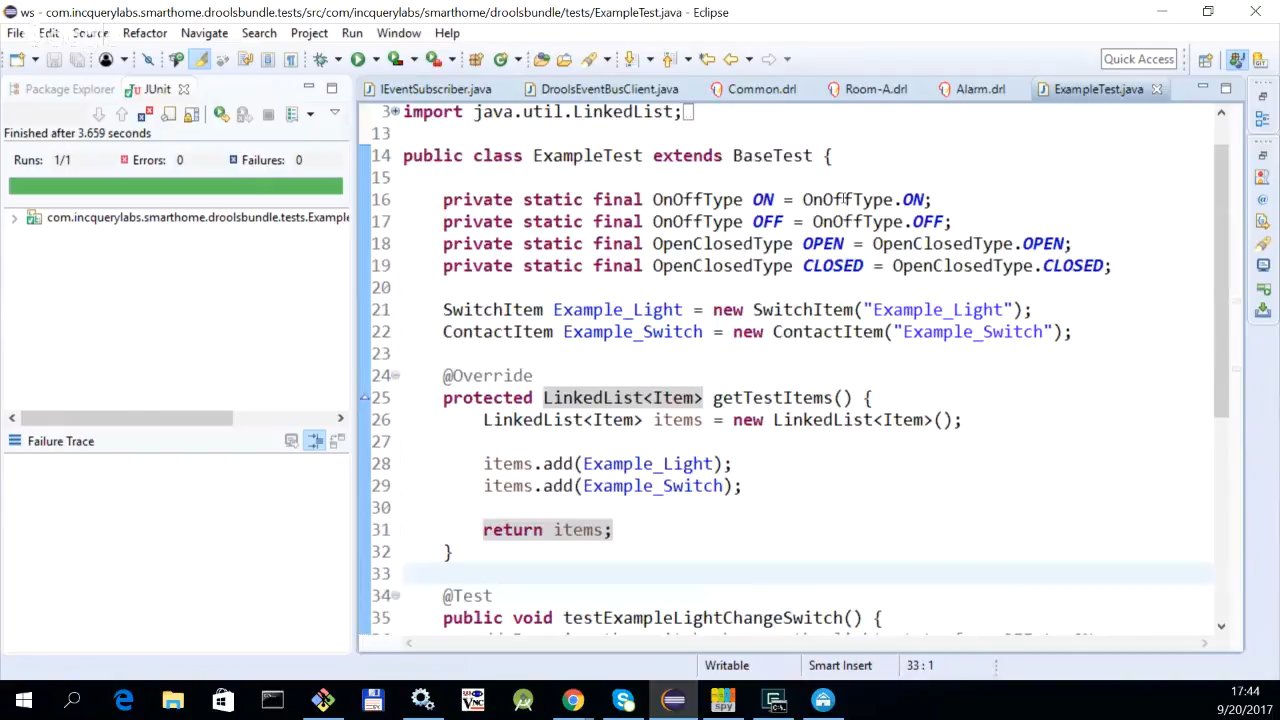 ws - com.incquerylabs.smarthome.droolsbundle.tests/src/com/incquerylabs/smarthome/droolsbundle/tests/ExampleTest.java - Eclipse
File Edit Source Refactor Navigate Search Project Run Window Help
Quick Access
Package Explorer JUnit
IEventSubscriber.java DroolsEventBusClient.java Common.drl Room-A.drl Alarm.drl ExampleTest.java
Finished after 3.659 seconds
Runs: 1/1 Errors: 0 Failures: 0
com.incquerylabs.smarthome.droolsbundle.tests.Example
Failure Trace
3 import java.util.LinkedList;
13
14 public class ExampleTest extends BaseTest {
15
16 private static final OnOffType ON = OnOffType.ON;
17 private static final OnOffType OFF = OnOffType.OFF;
18 private static final OpenClosedType OPEN = OpenClosedType.OPEN;
19 private static final OpenClosedType CLOSED = OpenClosedType.CLOSED;
20
21 SwitchItem Example_Light = new SwitchItem("Example_Light");
22 ContactItem Example_Switch = new ContactItem("Example_Switch");
23
24 @Override
25 protected LinkedList<Item> getTestItems() {
26 LinkedList<Item> items = new LinkedList<Item>();
27
28 items.add(Example_Light);
29 items.add(Example_Switch);
30
31 return items;
32 }
33
34 @Test
35 public void testExampleLightChangeSwitch() {
Writable Smart Insert 33 : 1
VNC
spy
17:44
9/20/2017